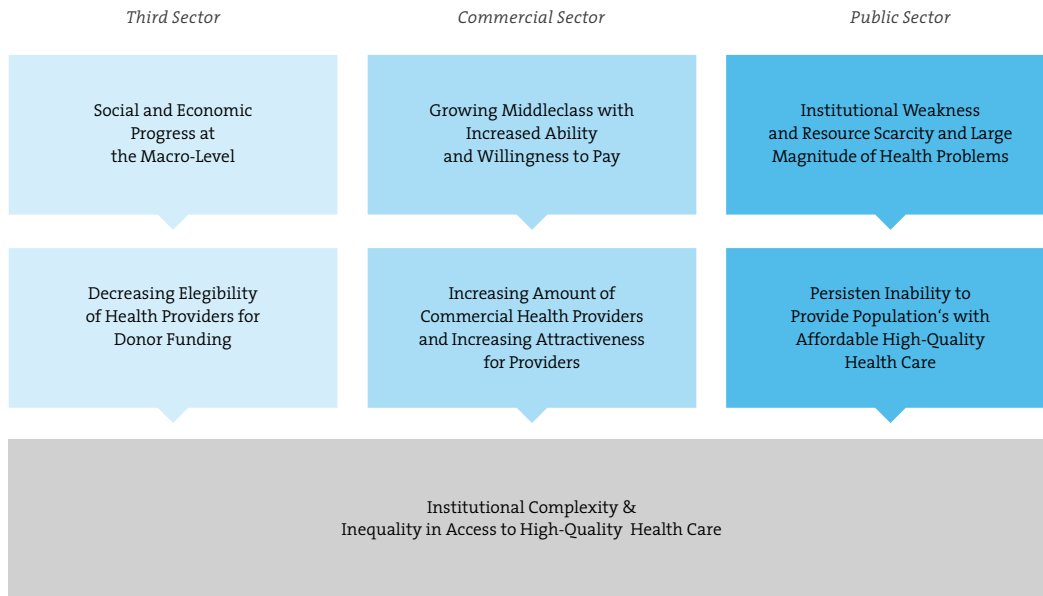 Third Sector
Commercial Sector
Public Sector
Social and Economic
Progress at
the Macro-Level
Growing Middleclass with
Increased Ability
and Willingness to Pay
Institutional Weakness
and Resource Scarcity and Large
Magnitude of Health Problems
Decreasing Elegibility
of Health Providers for
Donor Funding
Increasing Amount of
Commercial Health Providers
and Increasing Attractiveness
for Providers
Persisten Inability to
Provide Population‘s with
Affordable High-Quality
Health Care
Institutional Complexity &
Inequality in Access to High-Quality Health Care